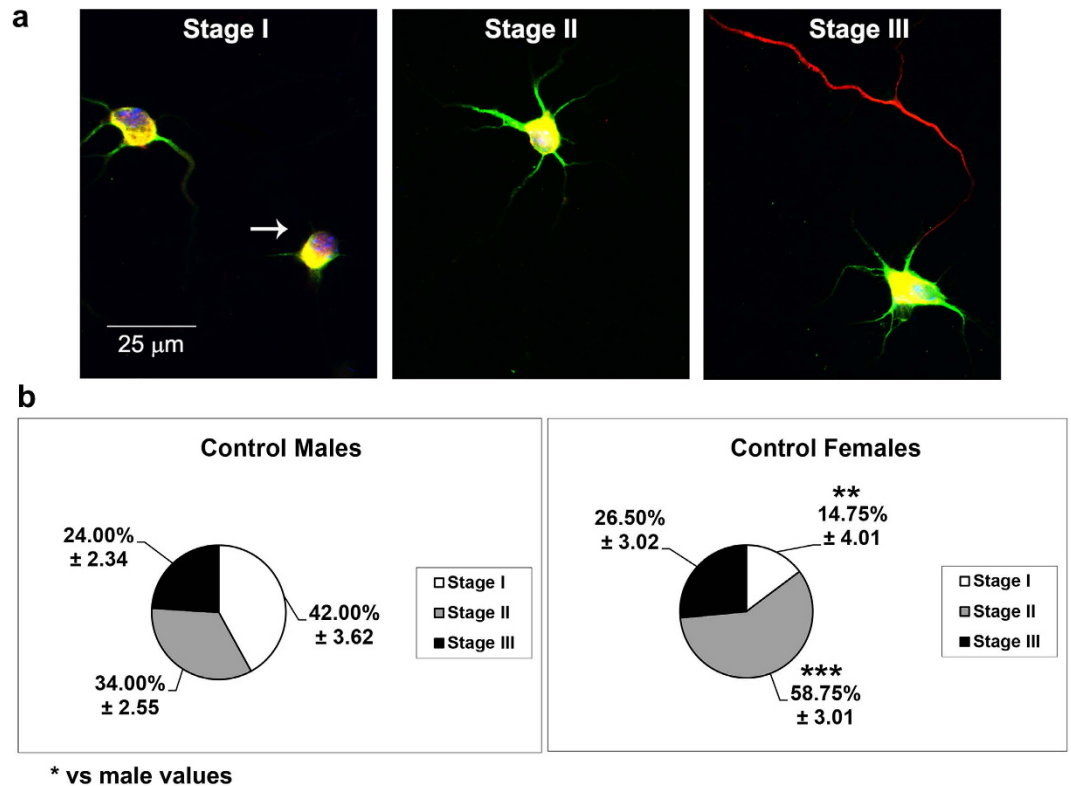 a
Stage I
Stage II
Stage III
25 μm
b
Control Males
24.00%
± 2.34
42.00%
± 3.62
34.00%
± 2.55
Stage I
Stage II
Stage III
Control Females
26.50%
± 3.02
**
14.75%
± 4.01
***
58.75%
± 3.01
Stage I
Stage II
Stage III
* vs male values